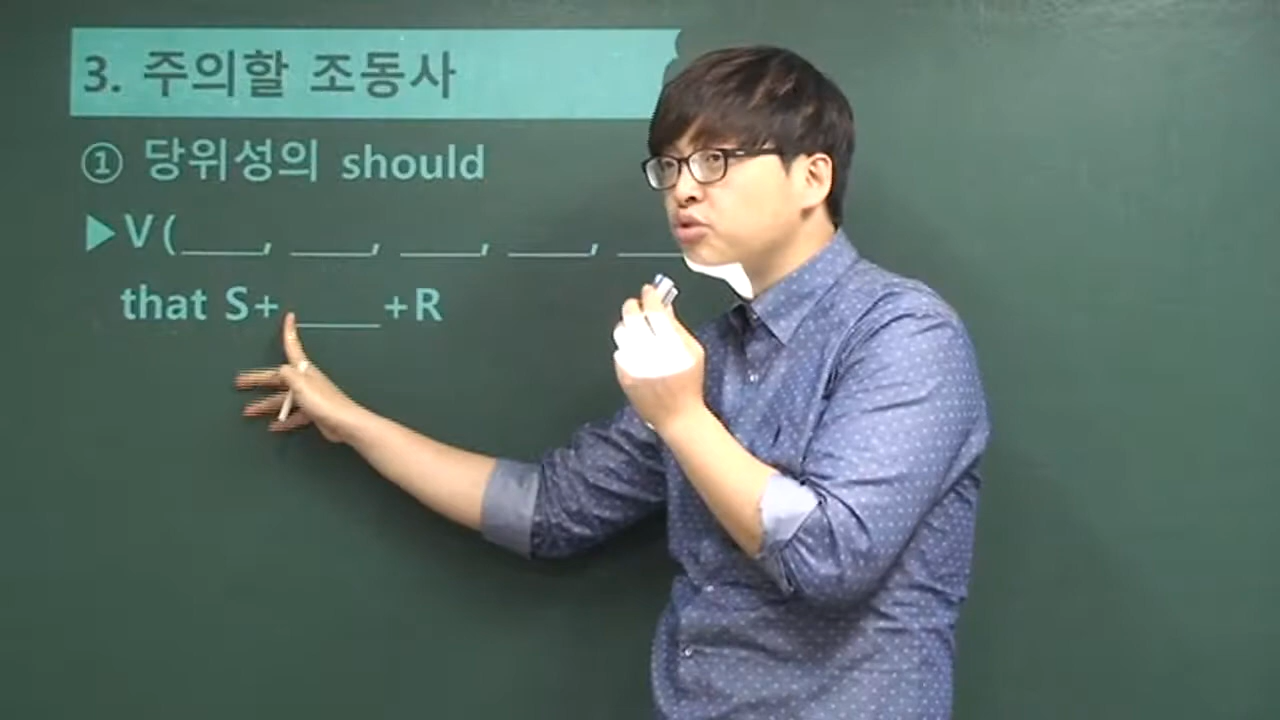 3. 주의할 조동사
① 당위성의 should
▶V(____, ____, ____, ____, ____
that S+ ____+R